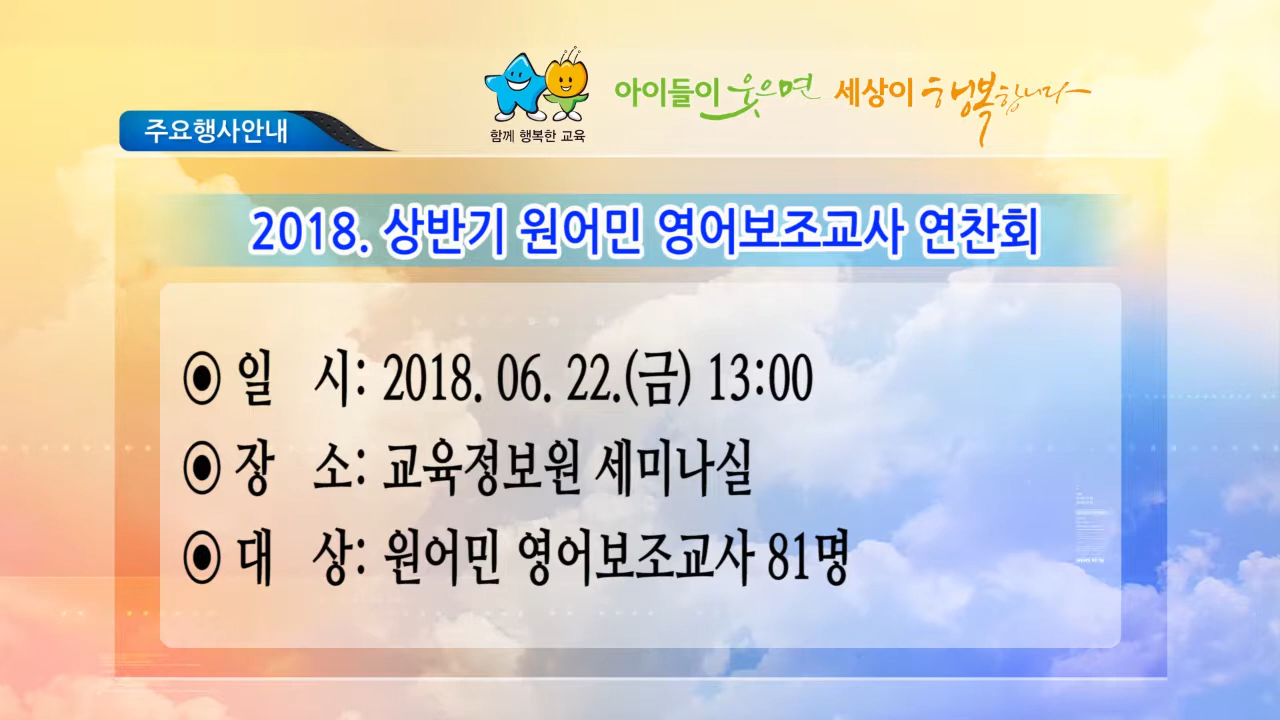 함께 행복한 교육
아이들이 웃으면 세상이 행복합니다
주요행사안내
2018. 상반기 원어민 영어보조교사 연찬회
⊙ 일 시: 2018. 06. 22.(금) 13:00
⊙ 장 소: 교육정보원 세미나실
⊙ 대 상: 원어민 영어보조교사 81명